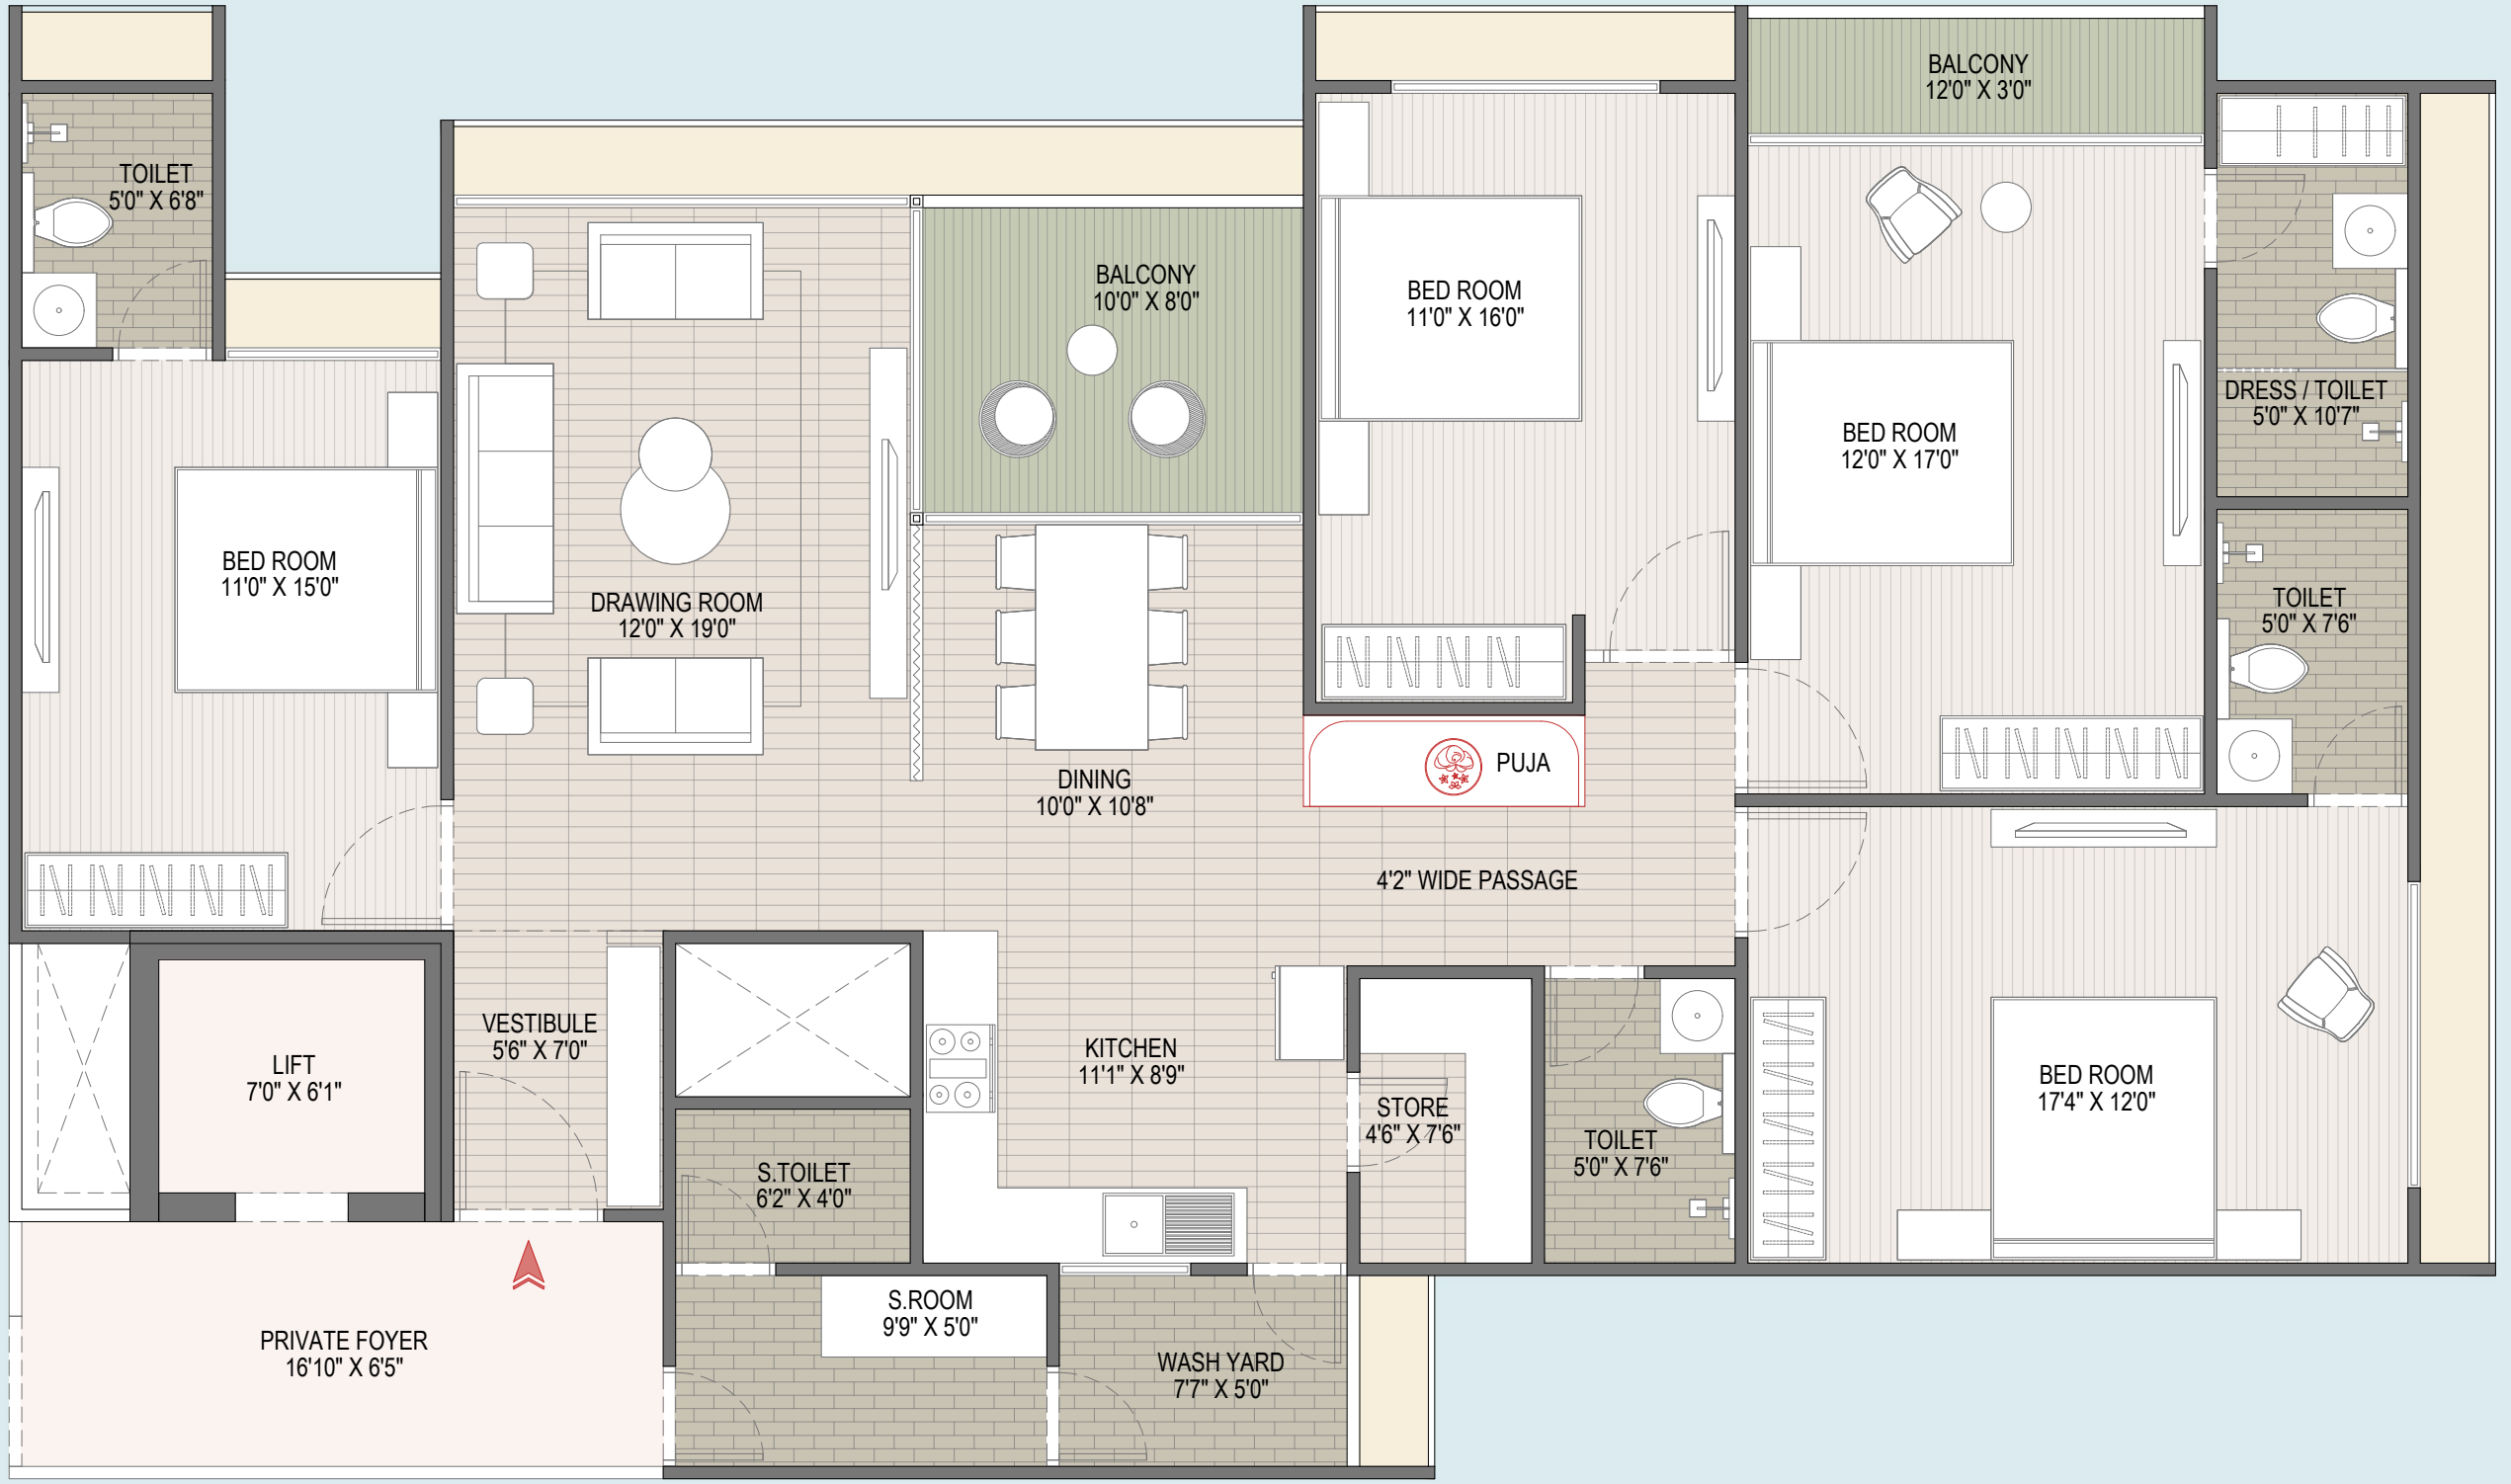 BALCONY
12'0" X 3'0"
TOILET
5'0" X 6'8"
BALCONY
10'0" X 8'0"
BED ROOM
11'0" X 16'0"
DRESS / TOILET
5'0" X 10'7"
BED ROOM
12'0" X 17'0"
BED ROOM
11'0" X 15'0"
DRAWING ROOM
12'0" X 19'0"
TOILET
5'0" X 7'6"
PUJA
DINING
10'0" X 10'8"
4'2" WIDE PASSAGE
VESTIBULE
5'6" X 7'0"
LIFT
7'0" X 6'1"
KITCHEN
11'1" X 8'9"
BED ROOM
17'4" X 12'0"
STORE
4'6" X 7'6"
TOILET
5'0" X 7'6"
S.TOILET
6'2" X 4'0"
S.ROOM
9'9" X 5'0"
PRIVATE FOYER
16'10" X 6'5"
WASH YARD
7'7" X 5'0"